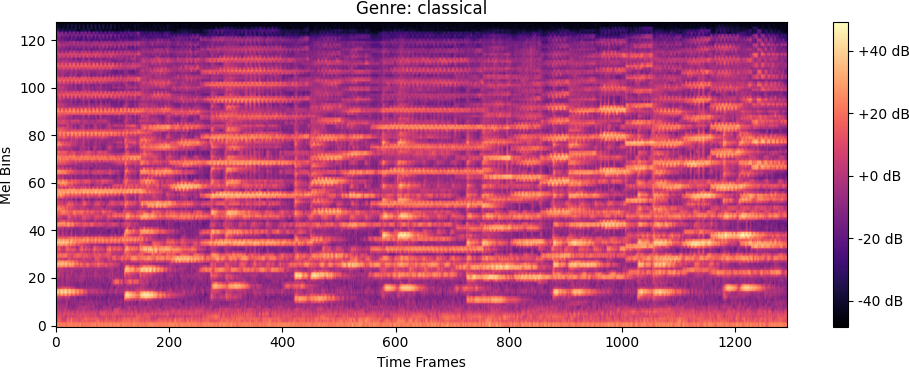 Genre: classical
Mel Bins
120
100
80
60
40
20
0
0 200 400 600 800 1000 1200
Time Frames
+40 dB
+20 dB
+0 dB
-20 dB
-40 dB